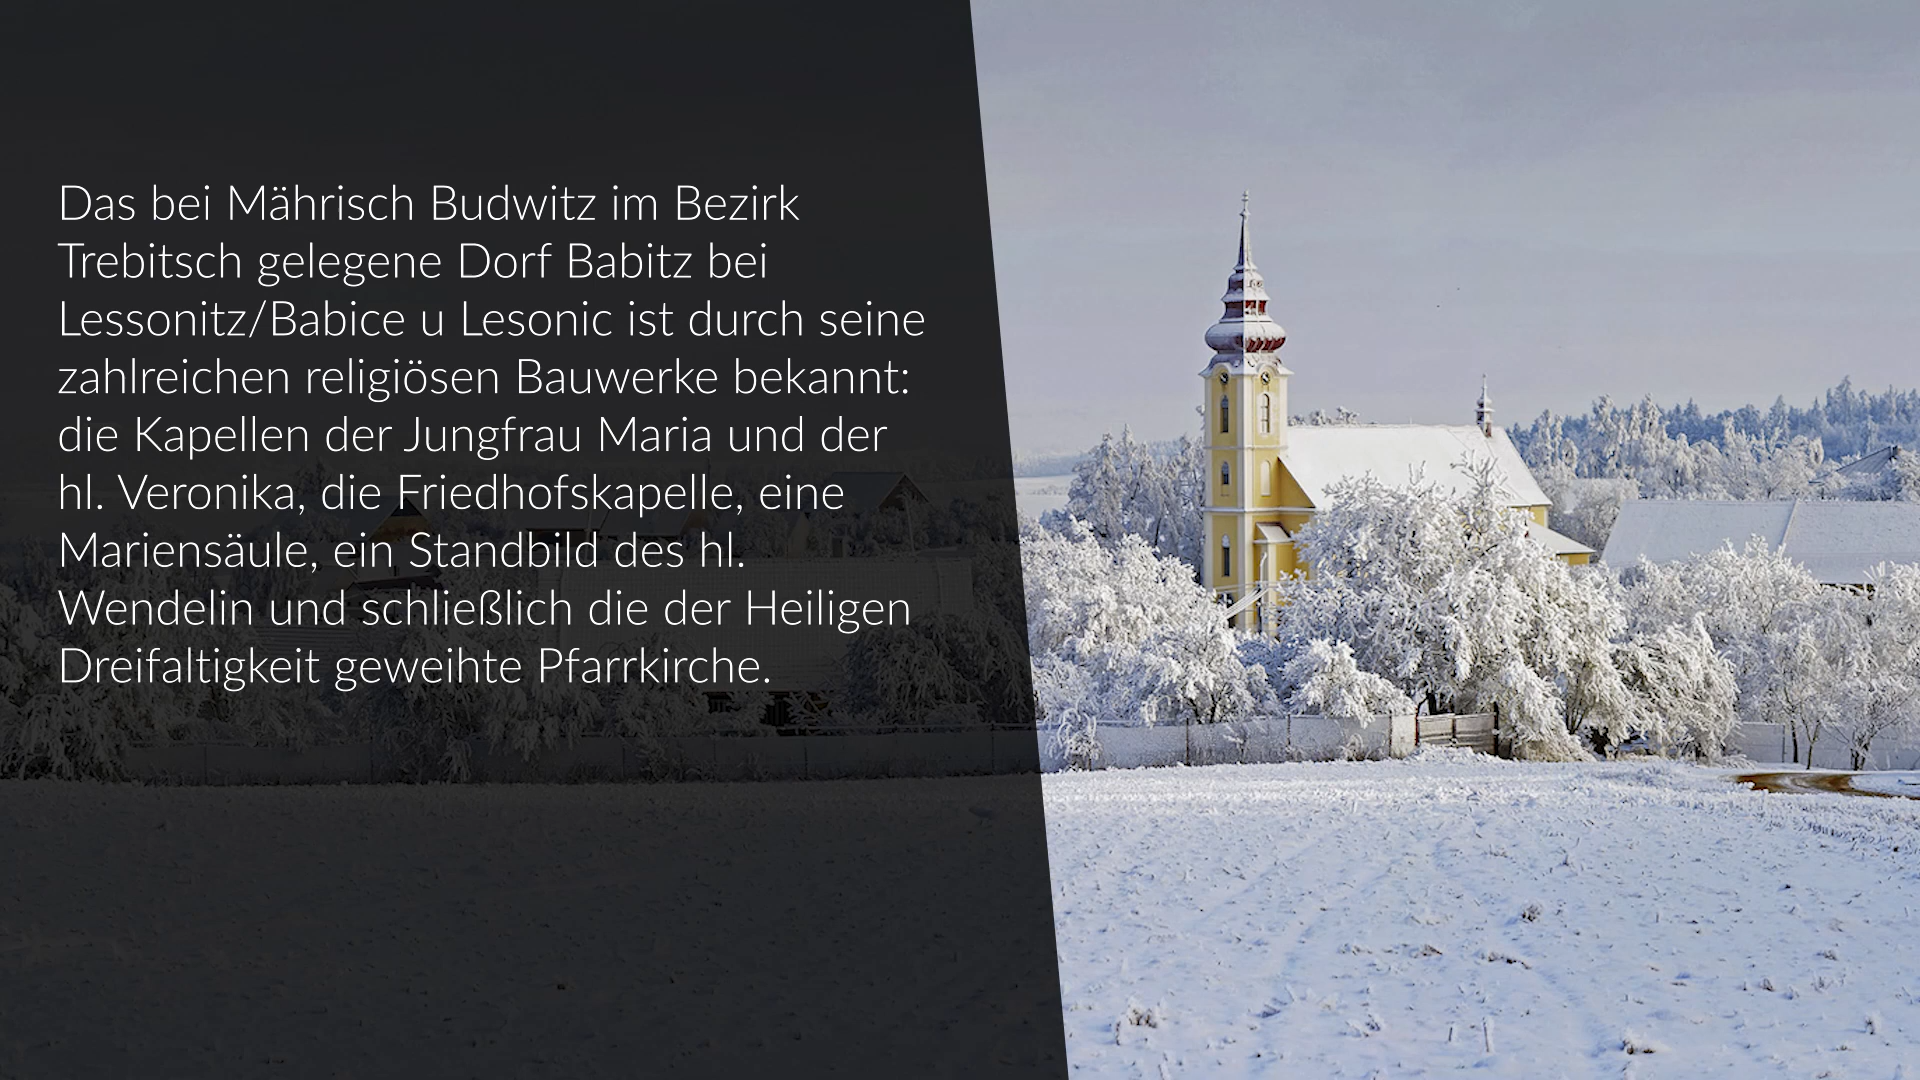 Das bei Mährisch Budwitz im Bezirk
Trebitsch gelegene Dorf Babitz bei
Lessonitz/Babice u Lesonic ist durch seine
zahlreichen religiösen Bauwerke bekannt:
die Kapellen der Jungfrau Maria und der
hl. Veronika, die Friedhofskapelle, eine
Mariensäule, ein Standbild des hl.
Wendelin und schließlich die der Heiligen
Dreifaltigkeit geweihte Pfarrkirche.